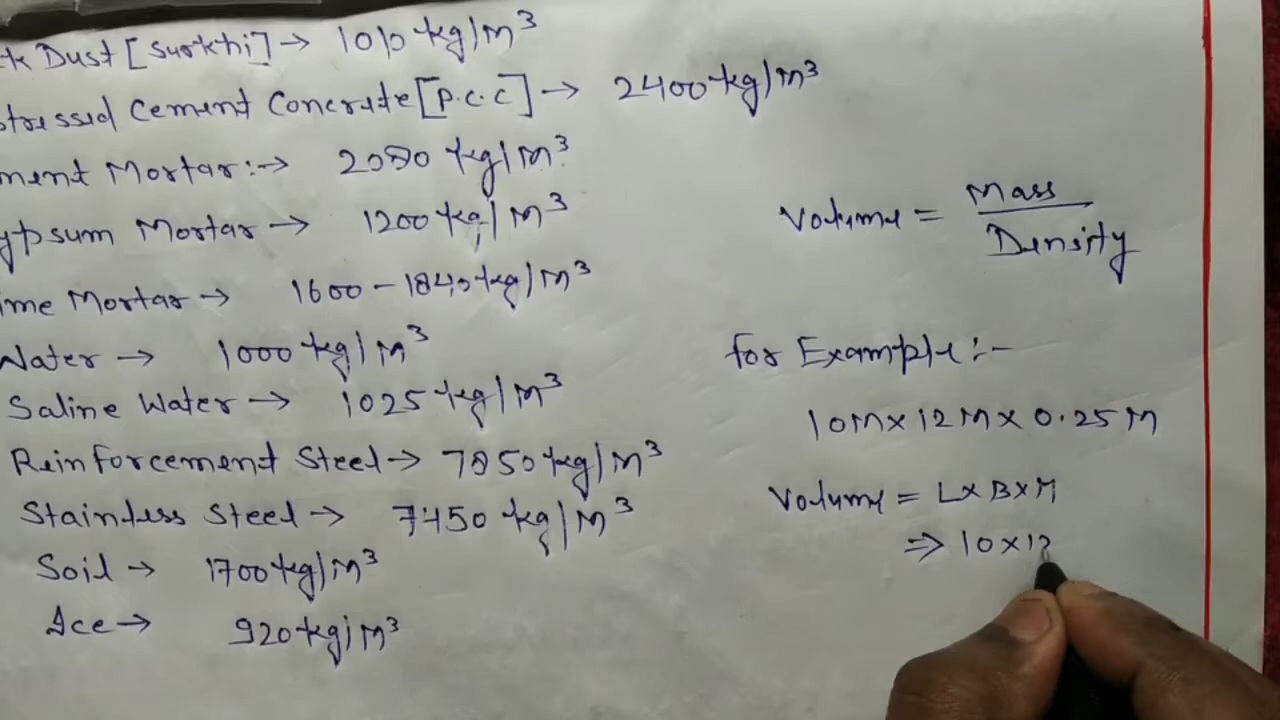 k Dust [Surkhi] → 1010 kg/m³
stressed Cement Concrete [P.C.C] → 2400 kg/m³
ment Mortar :→ 2080 kg/m³
ypsum Mortar → 1200 kg/m³
ime Mortar → 1600 - 1840 kg/m³
Water → 1000 kg/m³
Saline Water → 1025 kg/m³
Reinforcement Steel → 7850 kg/m³
Stainless Steel → 7450 kg/m³
Soil → 1700 kg/m³
Ice → 920 kg/m³
Volume = Mass
Density
for Example :-
10m × 12m × 0.25m
Volume = L × B × H
⇒ 10 × 12